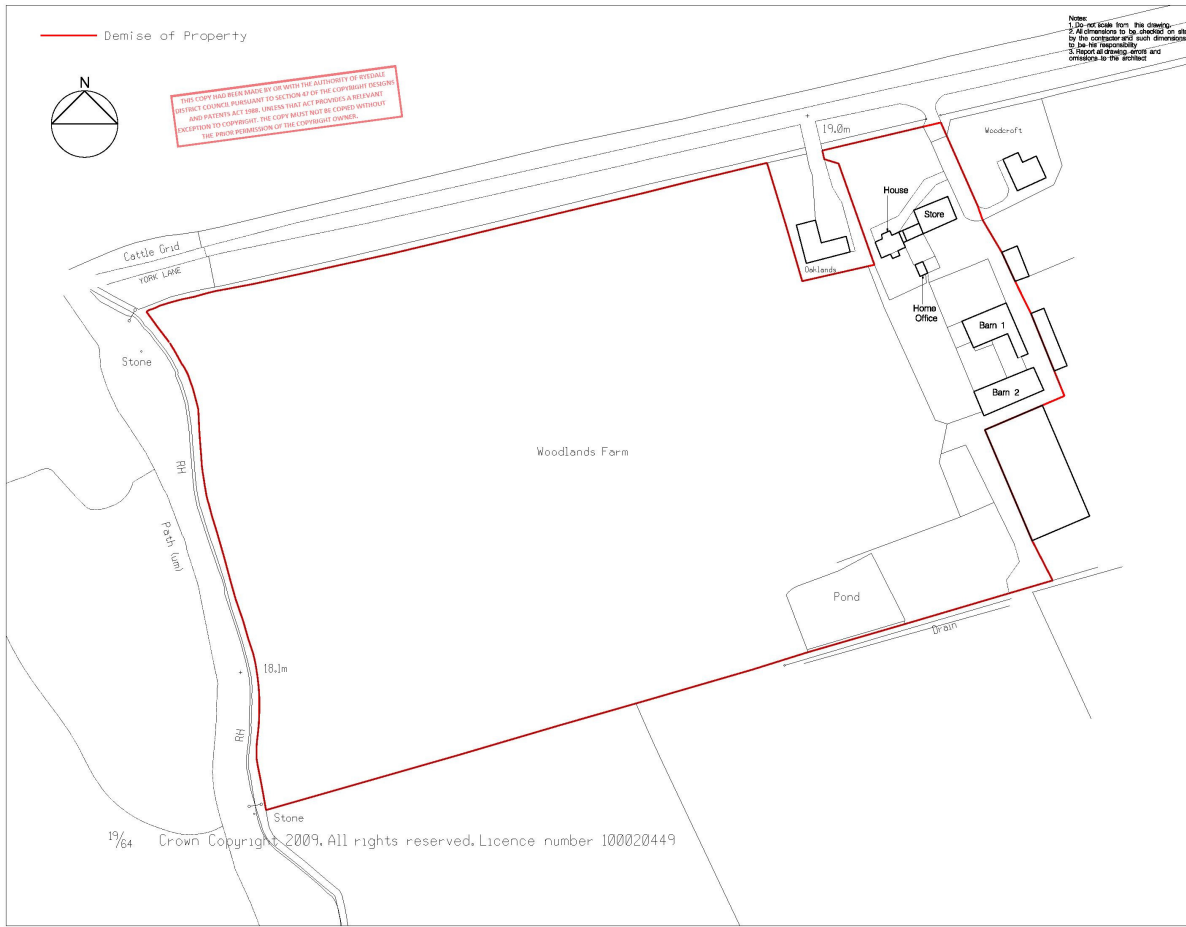 Demise of Property
N
THIS COPY HAD BEEN MADE BY OR WITH THE AUTHORITY OF RYEDALE
DISTRICT COUNCIL PURSUANT TO SECTION 47 OF THE COPYRIGHT DESIGNS
AND PATENTS ACT 1988. UNLESS THAT ACT PROVIDES A RELEVANT
EXCEPTION TO COPYRIGHT. THE COPY MUST NOT BE COPIED WITHOUT
THE PRIOR PERMISSION OF THE COPYRIGHT OWNER.
Notes:
1. Do not scale from this drawing.
2. All dimensions to be checked on site
by the contractor and such dimensions
to be his responsibility
3. Report all drawing errors and
omissions to the architect
19.0m
Woodcroft
House
Store
Cattle Grid
YORK LANE
Oaklands
Home
Office
Barn 1
Stone
Barn 2
Woodlands Farm
RH
Path (um)
Pond
Drain
18.1m
RH
Stone
19/64 Crown Copyright 2009. All rights reserved. Licence number 100020449